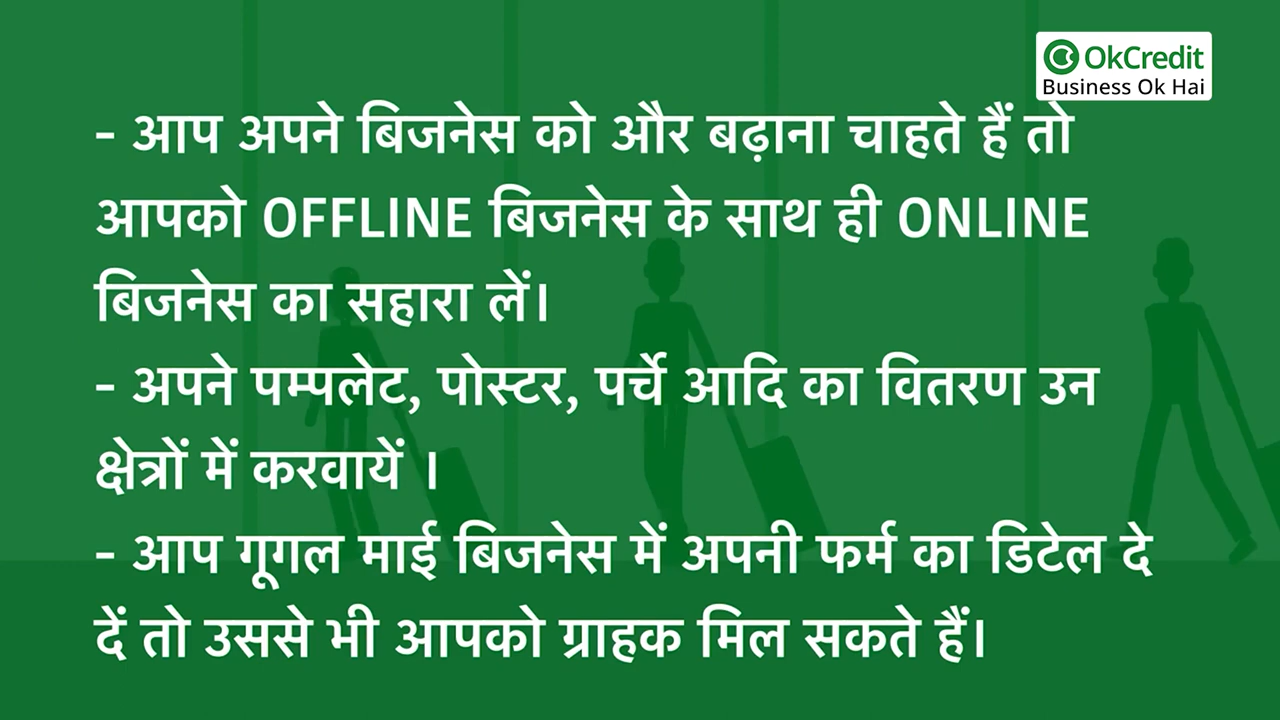 OkCredit
Business Ok Hai
- आप अपने बिजनेस को और बढ़ाना चाहते हैं तो
आपको OFFLINE बिजनेस के साथ ही ONLINE
बिजनेस का सहारा लें।
- अपने पम्पलेट, पोस्टर, पर्चे आदि का वितरण उन
क्षेत्रों में करवायें ।
- आप गूगल माई बिजनेस में अपनी फर्म का डिटेल दे
दें तो उससे भी आपको ग्राहक मिल सकते हैं।